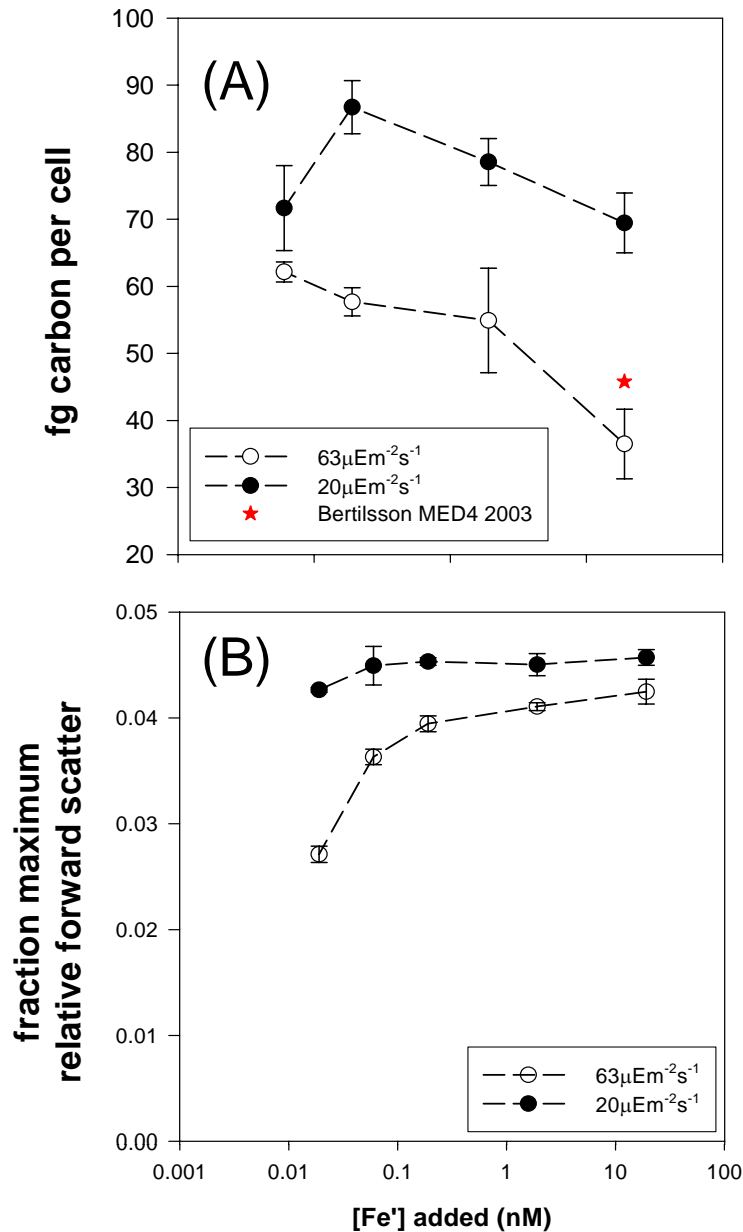 100
90
80
70
60
50
40
30
20
fg carbon per cell
(A)
63µEm⁻²s⁻¹
20µEm⁻²s⁻¹
Bertilsson MED4 2003
0.05
0.04
0.03
0.02
0.01
0.00
fraction maximum
relative forward scatter
(B)
63µEm⁻²s⁻¹
20µEm⁻²s⁻¹
0.001 0.01 0.1 1 10 100
[Fe'] added (nM)